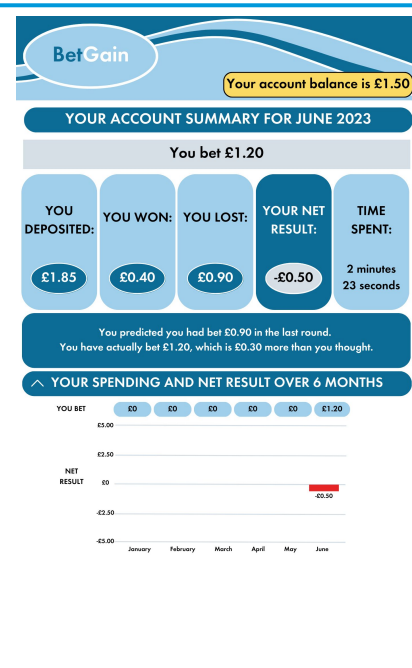 BetGain
Your account balance is £1.50
YOUR ACCOUNT SUMMARY FOR JUNE 2023
You bet £1.20
YOU DEPOSITED:
£1.85
YOU WON:
£0.40
YOU LOST:
£0.90
YOUR NET RESULT:
-£0.50
TIME SPENT:
2 minutes
23 seconds
You predicted you had bet £0.90 in the last round.
You have actually bet £1.20, which is £0.30 more than you thought.
YOUR SPENDING AND NET RESULT OVER 6 MONTHS
YOU BET £0 £0 £0 £0 £0 £1.20
£5.00
£2.50
NET RESULT
£0
-£0.50
-£2.50
-£5.00
January February March April May June